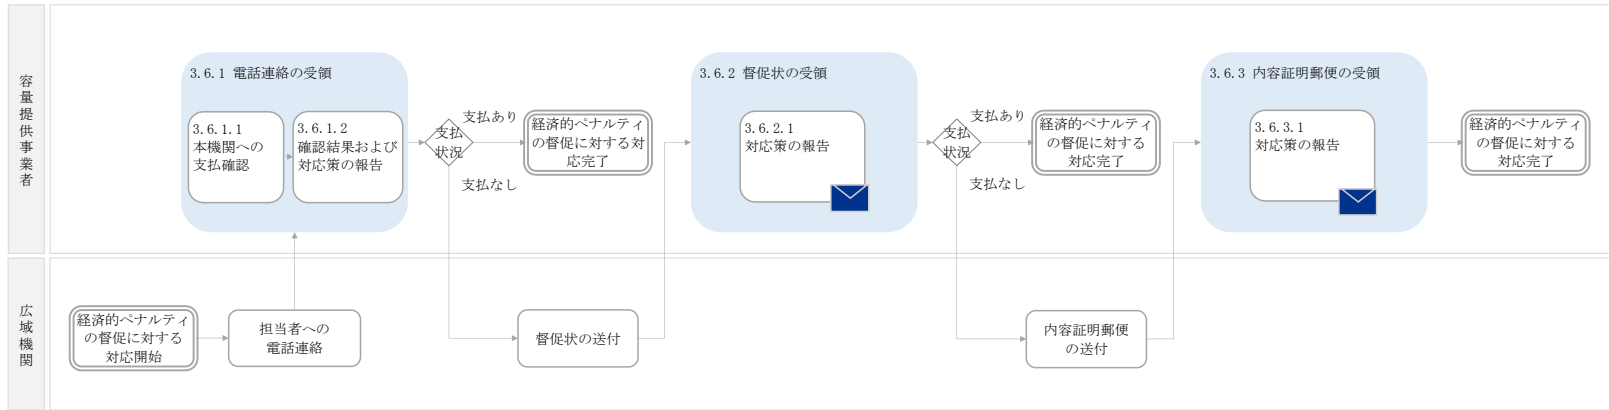 容量提供事業者
3.6.1 電話連絡の受領
3.6.1.1
本機関への
支払確認
3.6.1.2
確認結果および
対応策の報告
支払
状況
支払あり
支払なし
経済的ペナルティ
の督促に対する対
応完了
3.6.2 督促状の受領
3.6.2.1
対応策の報告
支払
状況
支払あり
支払なし
経済的ペナルティ
の督促に対する
対応完了
3.6.3 内容証明郵便の受領
3.6.3.1
対応策の報告
経済的ペナルティ
の督促に対する
対応完了
広域機関
経済的ペナルティ
の督促に対する
対応開始
担当者への
電話連絡
督促状の送付
内容証明郵便
の送付